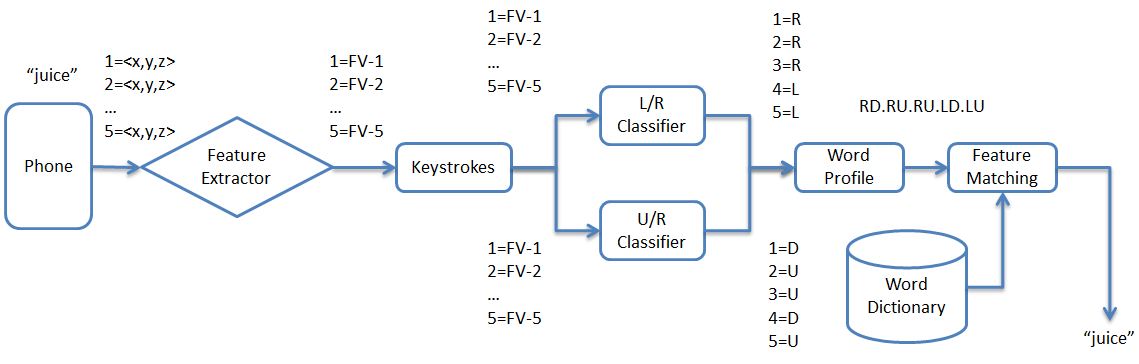 “juice”
Phone
1=<x,y,z>
2=<x,y,z>
...
5=<x,y,z>
Feature
Extractor
1=FV-1
2=FV-2
...
5=FV-5
Keystrokes
1=FV-1
2=FV-2
...
5=FV-5
L/R
Classifier
1=R
2=R
3=R
4=L
5=L
1=FV-1
2=FV-2
...
5=FV-5
U/R
Classifier
1=D
2=U
3=U
4=D
5=U
Word
Profile
RD.RU.RU.LD.LU
Feature
Matching
Word
Dictionary
“juice”